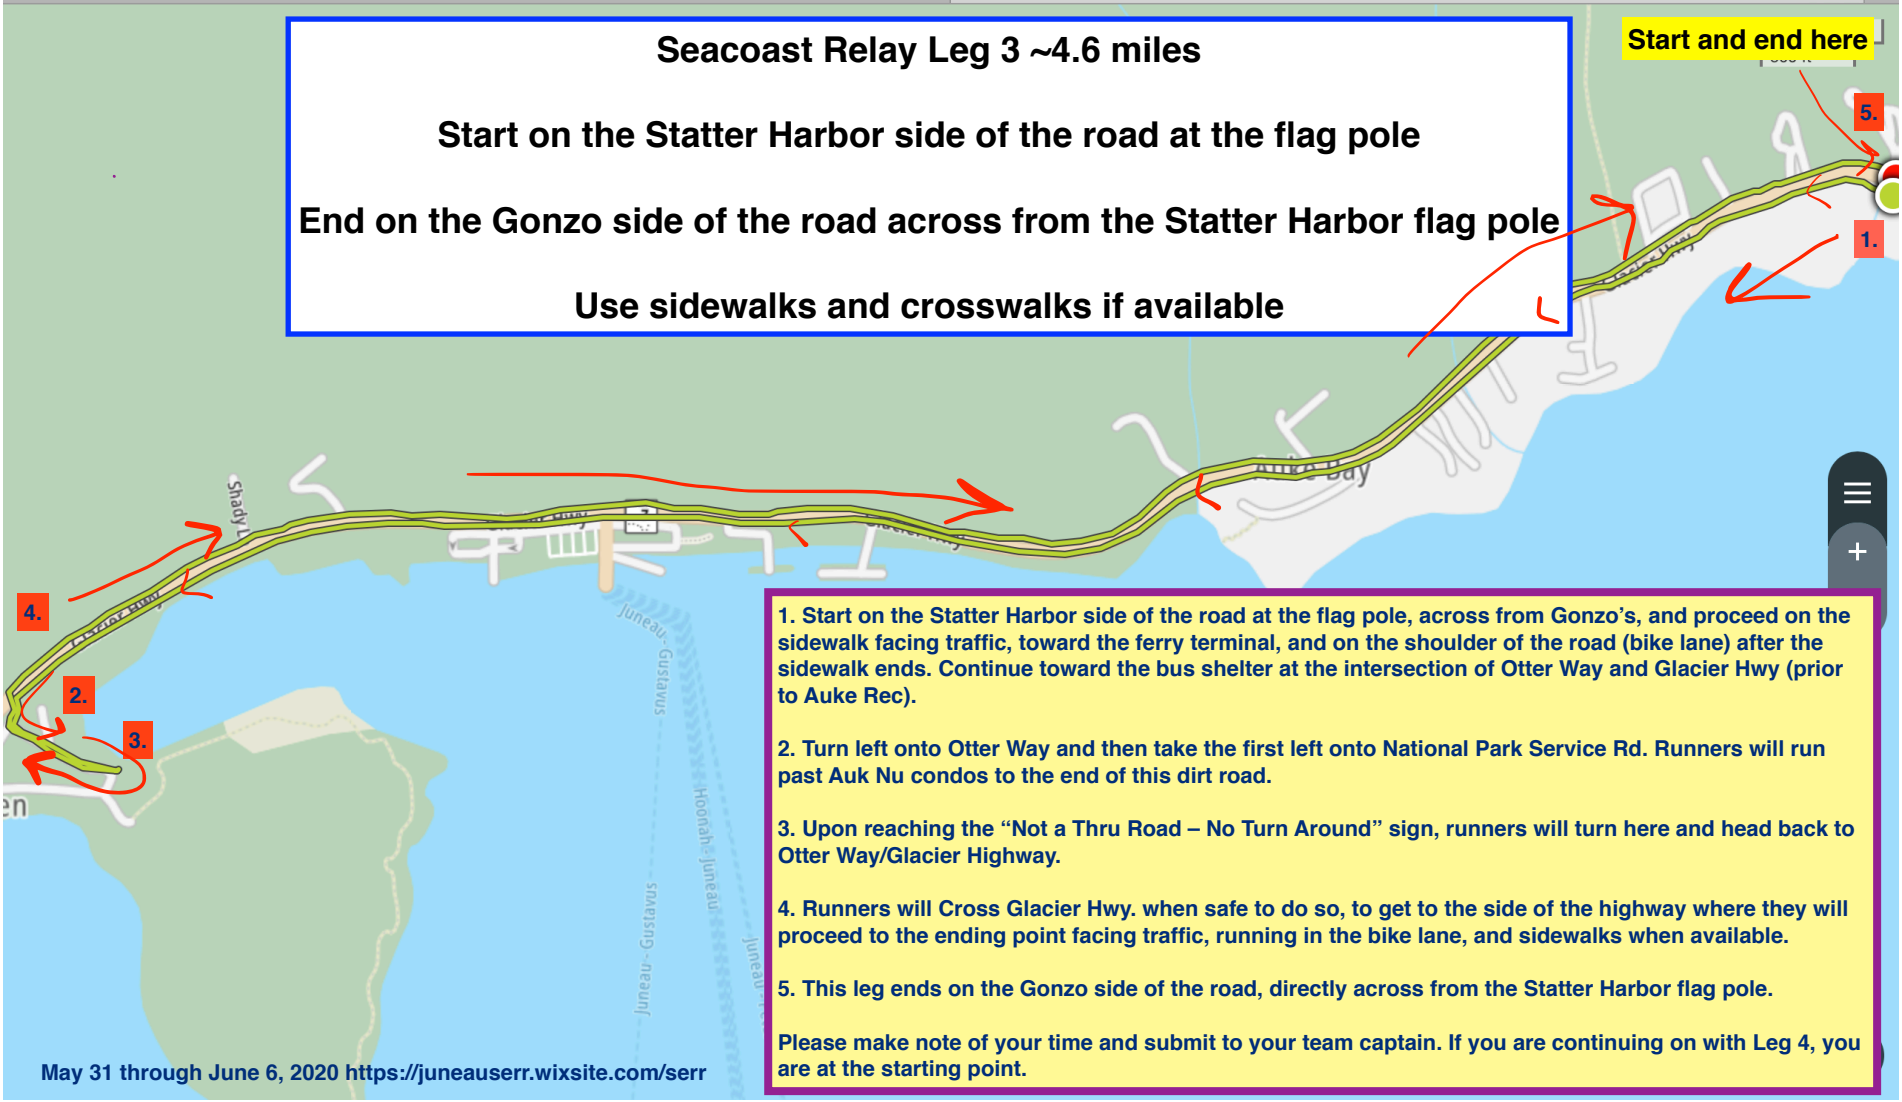 Seacoast Relay Leg 3 ~4.6 miles
Start on the Statter Harbor side of the road at the flag pole
End on the Gonzo side of the road across from the Statter Harbor flag pole
Use sidewalks and crosswalks if available
Start and end here
5.
1.
Glacier Hwy
Auke Bay
Shady L
7
Glacier Hwy
4.
Glacier Hwy
2.
3.
en
Juneau-Gustavus
Hoonah-Juneau
Juneau-Gustavus
+
1. Start on the Statter Harbor side of the road at the flag pole, across from Gonzo’s, and proceed on the
sidewalk facing traffic, toward the ferry terminal, and on the shoulder of the road (bike lane) after the
sidewalk ends. Continue toward the bus shelter at the intersection of Otter Way and Glacier Hwy (prior
to Auke Rec).
2. Turn left onto Otter Way and then take the first left onto National Park Service Rd. Runners will run
past Auk Nu condos to the end of this dirt road.
3. Upon reaching the “Not a Thru Road – No Turn Around” sign, runners will turn here and head back to
Otter Way/Glacier Highway.
4. Runners will Cross Glacier Hwy. when safe to do so, to get to the side of the highway where they will
proceed to the ending point facing traffic, running in the bike lane, and sidewalks when available.
5. This leg ends on the Gonzo side of the road, directly across from the Statter Harbor flag pole.
Please make note of your time and submit to your team captain. If you are continuing on with Leg 4, you
are at the starting point.
May 31 through June 6, 2020 https://juneauserr.wixsite.com/serr